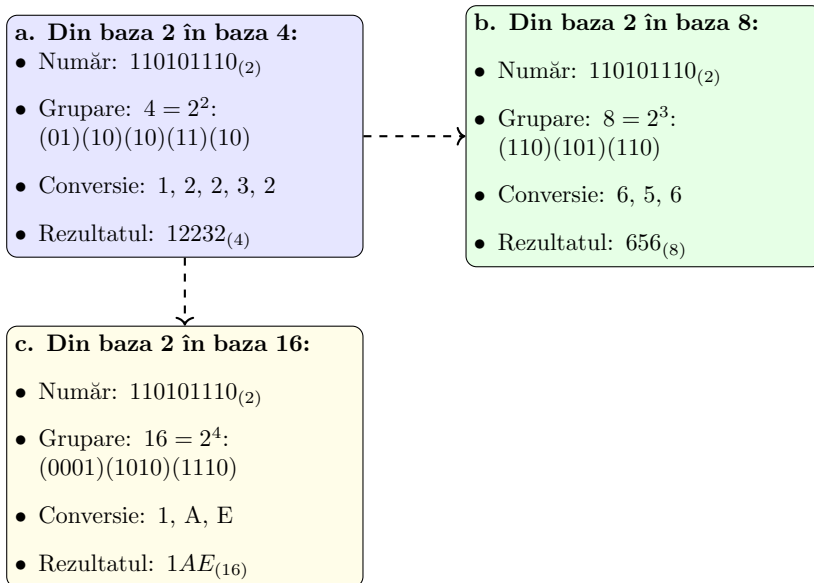 a. Din baza 2 în baza 4:
• Număr: 110101110₍₂₎
• Grupare: 4 = 2²:
(01)(10)(10)(11)(10)
• Conversie: 1, 2, 2, 3, 2
• Rezultatul: 12232₍₄₎
b. Din baza 2 în baza 8:
• Număr: 110101110₍₂₎
• Grupare: 8 = 2³:
(110)(101)(110)
• Conversie: 6, 5, 6
• Rezultatul: 656₍₈₎
c. Din baza 2 în baza 16:
• Număr: 110101110₍₂₎
• Grupare: 16 = 2⁴:
(0001)(1010)(1110)
• Conversie: 1, A, E
• Rezultatul: 1AE₍₁₆₎